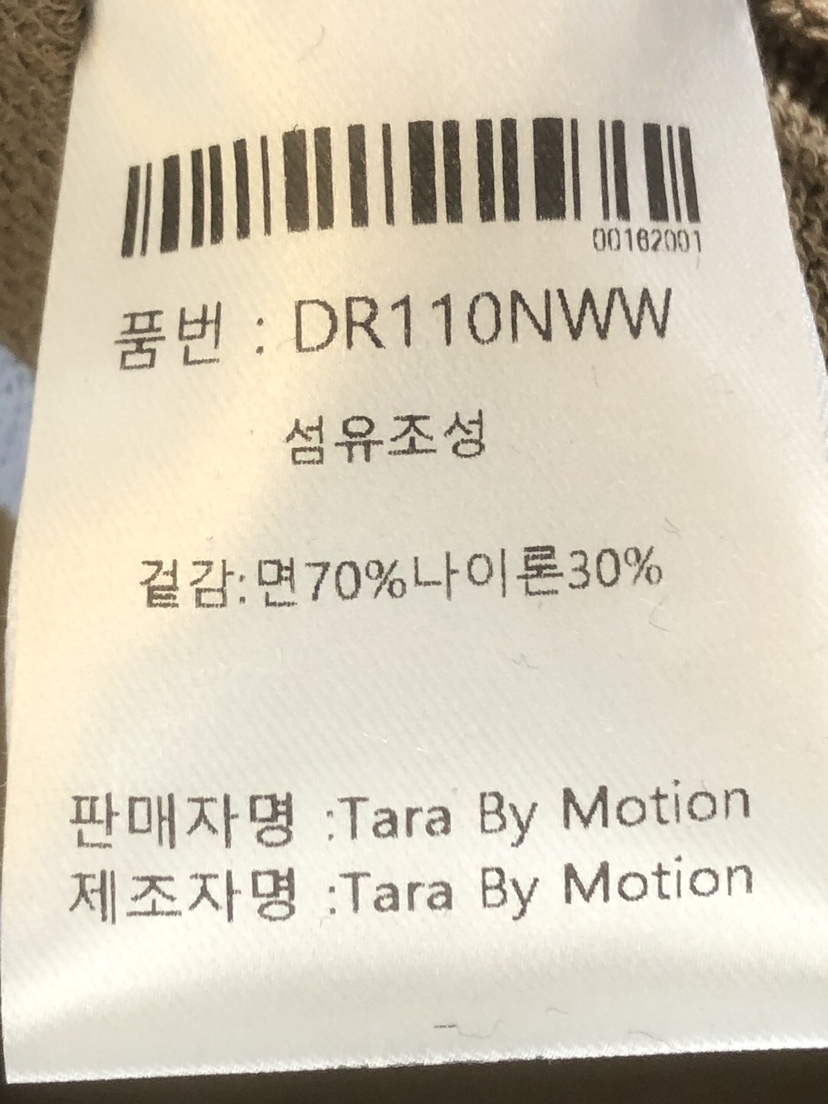 00162001
품번 : DR110NWW
섬유조성
겉감:면70%나이론30%
판매자명 :Tara By Motion
제조자명 :Tara By Motion